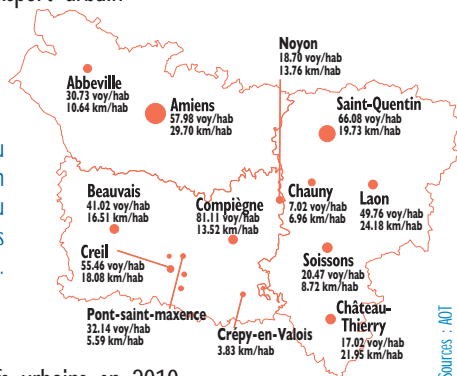 Noyon
18.70 voy/hab
13.76 km/hab
Abbeville
30.73 voy/hab
10.64 km/hab
Amiens
57.98 voy/hab
29.70 km/hab
Saint-Quentin
66.08 voy/hab
19.73 km/hab
Beauvais
41.02 voy/hab
16.51 km/hab
Compiègne
81.11 voy/hab
13.52 km/hab
Chauny
7.02 voy/hab
6.96 km/hab
Laon
49.76 voy/hab
24.18 km/hab
Creil
55.46 voy/hab
18.08 km/hab
Soissons
20.47 voy/hab
8.72 km/hab
Pont-saint-maxence
32.14 voy/hab
5.59 km/hab
Crépy-en-Valois
3.83 km/hab
Château-
Thierry
17.02 voy/hab
21.95 km/hab
Sources : AOT